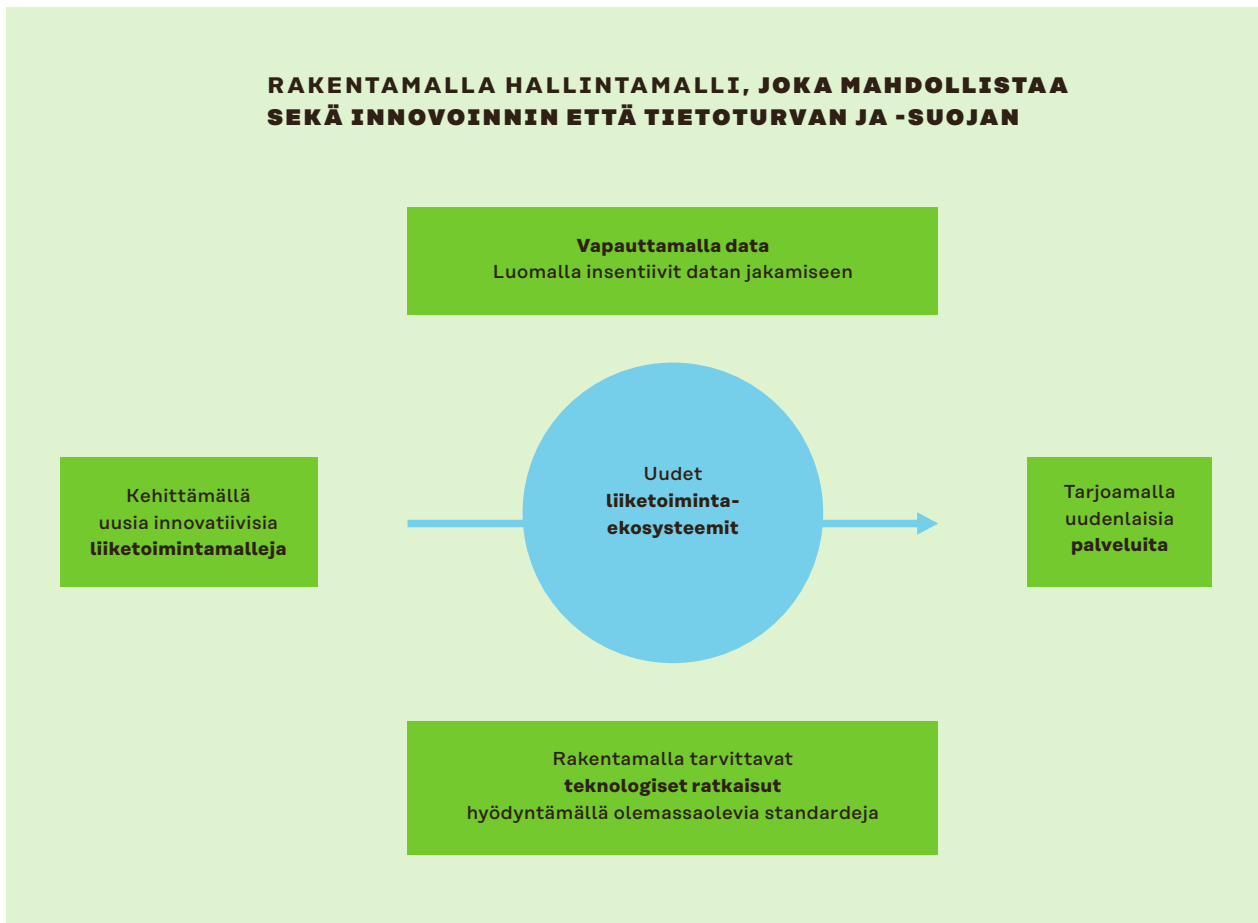 RAKENTAMALLA HALLINTAMALLI, JOKA MAHDOLLISTAA
SEKÄ INNOVOINNIN ETTÄ TIETOTURVAN JA -SUOJAN
Vapauttamalla data
Luomalla insentiivit datan jakamiseen
Kehittämällä
uusia innovatiivisia
liiketoimintamalleja
Uudet
liiketoiminta-
ekosysteemit
Tarjoamalla
uudenlaisia
palveluita
Rakentamalla tarvittavat
teknologiset ratkaisut
hyödyntämällä olemassaolevia standardeja